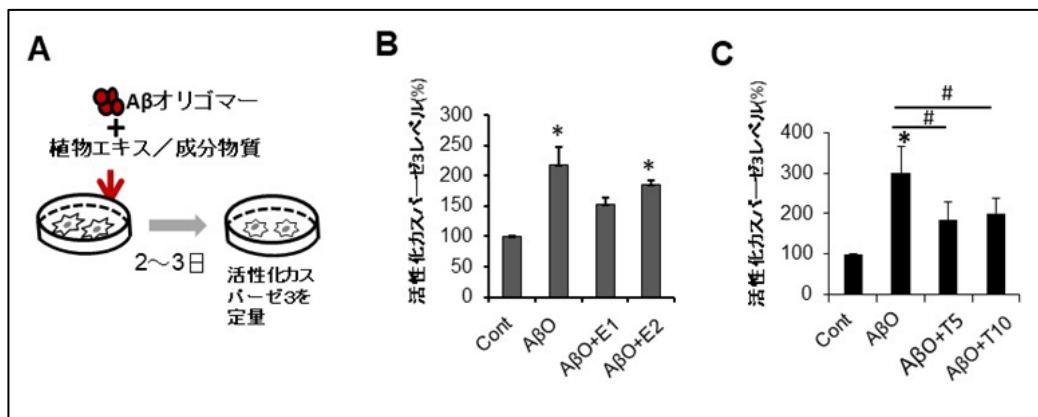 A
Aβオリゴマー
+
植物エキス／成分物質
2～3日
活性化カス
パーゼ3を
定量
B
活性化カスパーゼ3レベル(%)
300
250
200
150
100
50
0
*
*
Cont
AβO
AβO+E1
AβO+E2
C
活性化カスパーゼ3レベル(%)
400
300
200
100
0
#
#
*
Cont
AβO
AβO+T5
AβO+T10